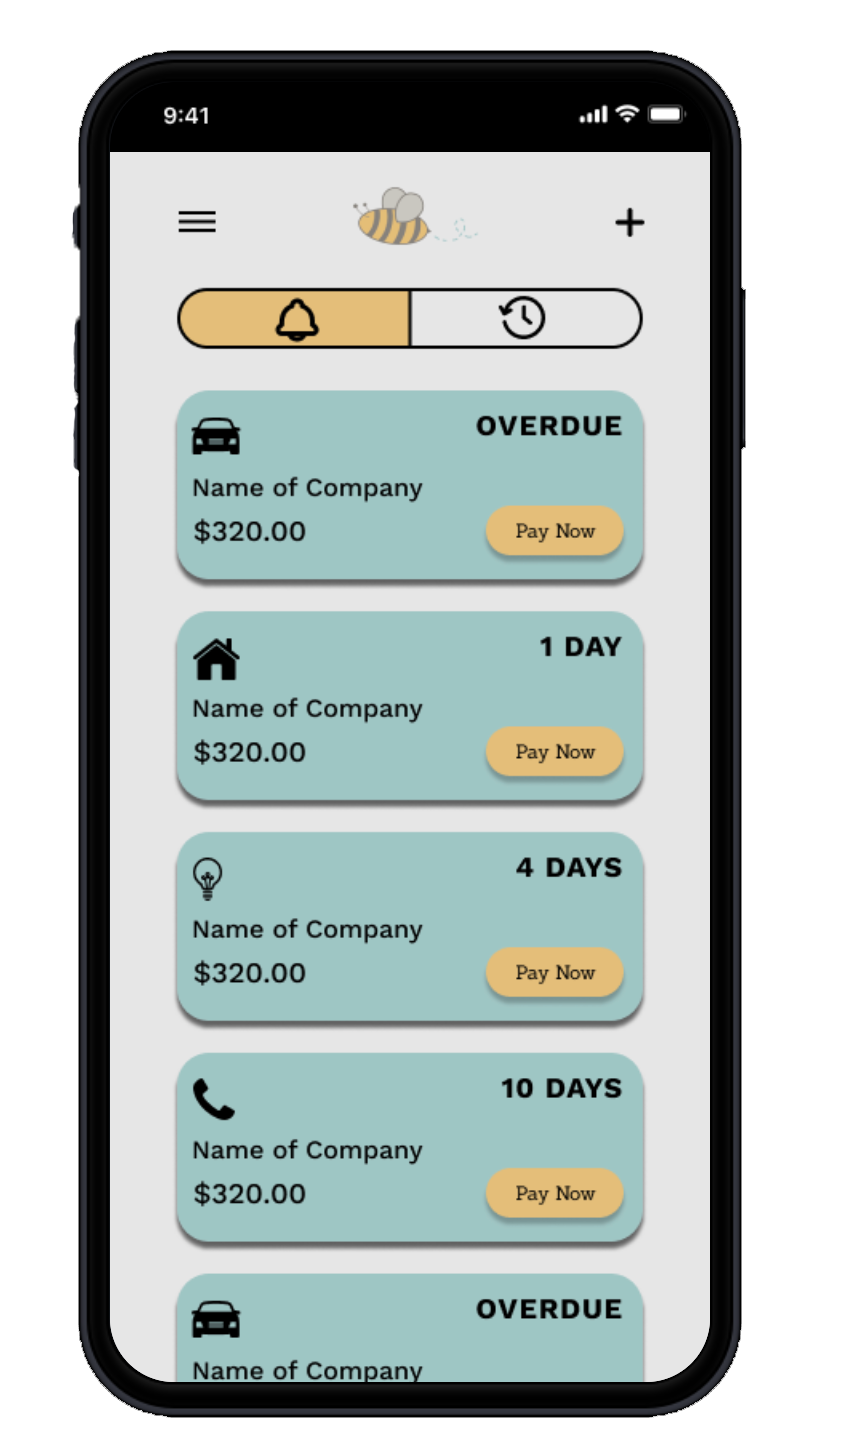 9:41
OVERDUE
Name of Company
$320.00
Pay Now
1 DAY
Name of Company
$320.00
Pay Now
4 DAYS
Name of Company
$320.00
Pay Now
10 DAYS
Name of Company
$320.00
Pay Now
OVERDUE
Name of Company